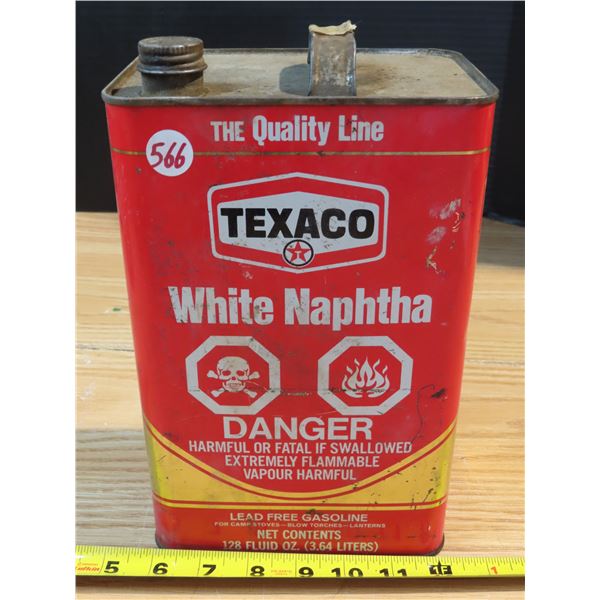 THE Quality Line
566
TEXACO
T
White Naphtha
DANGER
HARMFUL OR FATAL IF SWALLOWED
EXTREMELY FLAMMABLE
VAPOUR HARMFUL
LEAD FREE GASOLINE
FOR CAMP STOVES—BLOW TORCHES—LANTERNS
NET CONTENTS
128 FLUID OZ. (3.64 LITERS)
5 6 7 8 9 10 11 1F